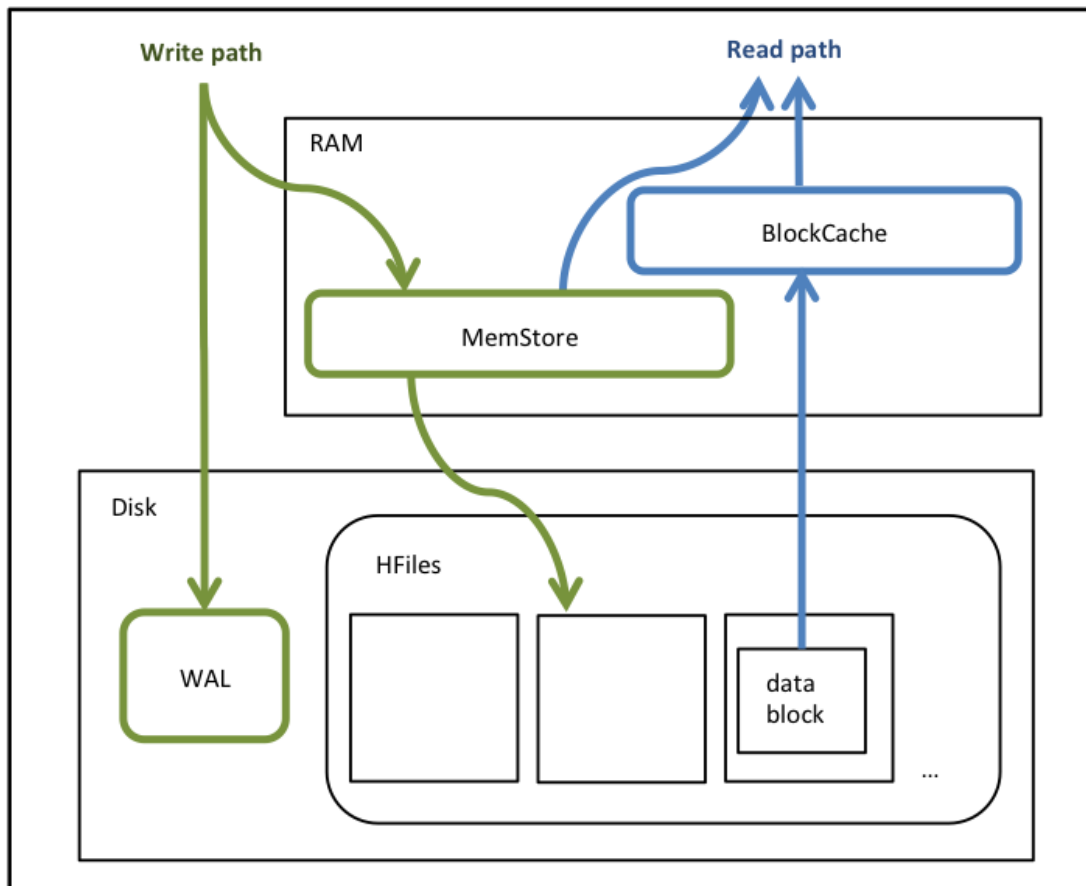 Write path
Read path
RAM
BlockCache
MemStore
Disk
HFiles
WAL
data
block
...